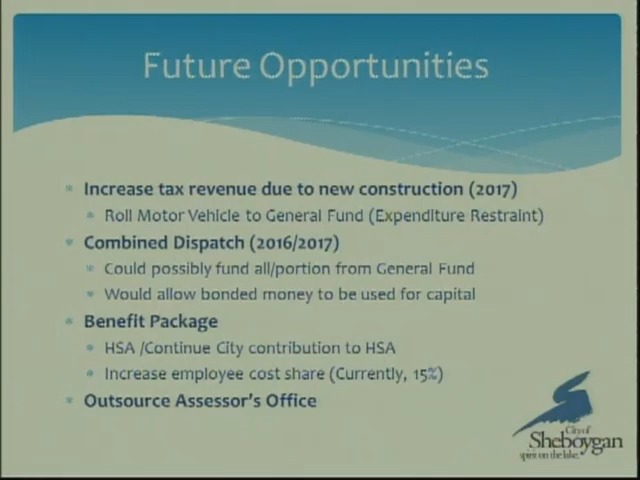 Future Opportunities
Increase tax revenue due to new construction (2017)
Roll Motor Vehicle to General Fund (Expenditure Restraint)
Combined Dispatch (2016/2017)
Could possibly fund all/portion from General Fund
Would allow bonded money to be used for capital
Benefit Package
HSA /Continue City contribution to HSA
Increase employee cost share (Currently, 15%)
Outsource Assessor's Office
City of
Sheboygan
spirit on the lake.